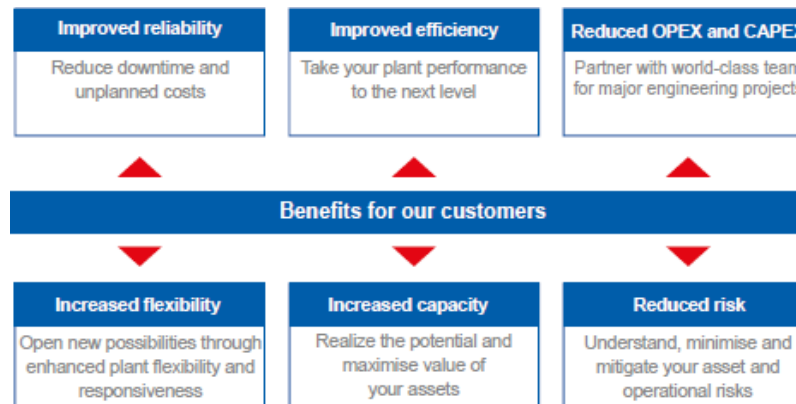 Improved reliability
Reduce downtime and
unplanned costs
Improved efficiency
Take your plant performance
to the next level
Reduced OPEX and CAPEX
Partner with world-class team
for major engineering projects
Benefits for our customers
Increased flexibility
Open new possibilities through
enhanced plant flexibility and
responsiveness
Increased capacity
Realize the potential and
maximise value of
your assets
Reduced risk
Understand, minimise and
mitigate your asset and
operational risks